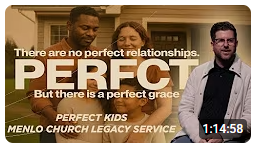 There are no perfect relationships.
PERFECT
But there is a perfect grace
PERFECT KIDS
MENLO CHURCH LEGACY SERVICE
1:14:58